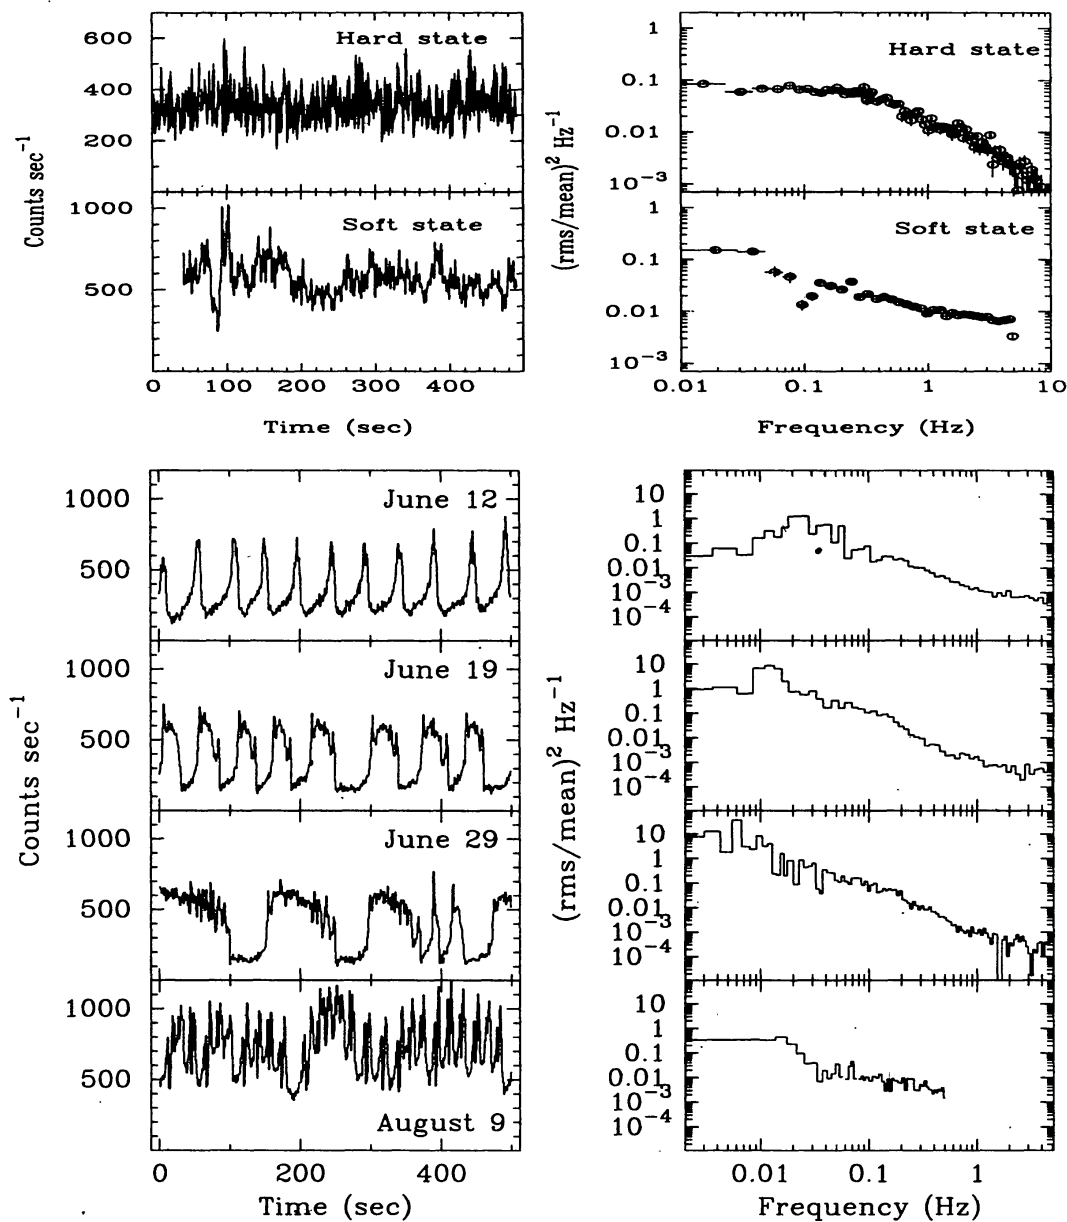 600
400
200
Hard state
1000
500
Soft state
Counts sec⁻¹
0 100 200 300 400
Time (sec)
1
0.1
0.01
10⁻³
Hard state
1
0.1
0.01
10⁻³
Soft state
(rms/mean)² Hz⁻¹
0.01 0.1 1 10
Frequency (Hz)
1000
500
June 12
1000
500
June 19
1000
500
June 29
1000
500
August 9
Counts sec⁻¹
0 200 400
Time (sec)
10
1
0.1
0.01
10⁻³
10⁻⁴
10
1
0.1
0.01
10⁻³
10⁻⁴
10
1
0.1
0.01
10⁻³
10⁻⁴
10
1
0.1
0.01
10⁻³
10⁻⁴
(rms/mean)² Hz⁻¹
0.01 0.1 1
Frequency (Hz)